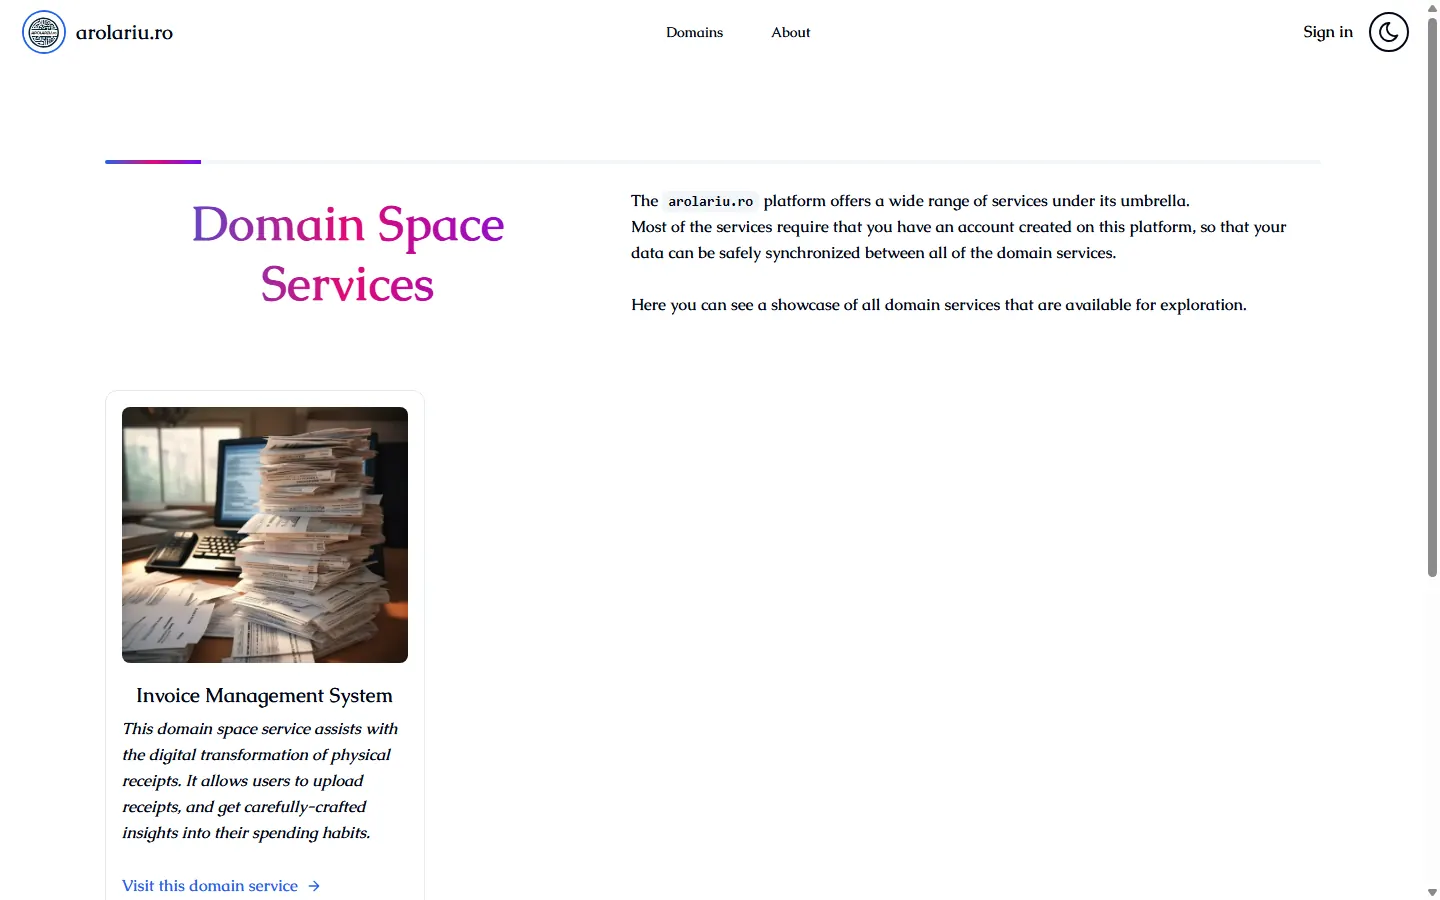 arolariu.ro
Domains
About
Sign in
Domain Space
Services
The arolariu.ro platform offers a wide range of services under its umbrella.
Most of the services require that you have an account created on this platform, so that your
data can be safely synchronized between all of the domain services.
Here you can see a showcase of all domain services that are available for exploration.
Invoice Management System
This domain space service assists with
the digital transformation of physical
receipts. It allows users to upload
receipts, and get carefully-crafted
insights into their spending habits.
Visit this domain service →